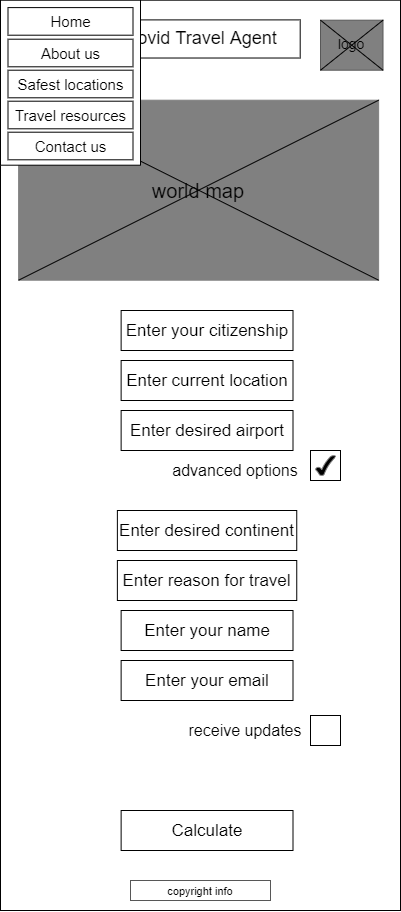 Home
ovid Travel Agent
logo
About us
Safest locations
Travel resources
Contact us
world map
Enter your citizenship
Enter current location
Enter desired airport
advanced options
Enter desired continent
Enter reason for travel
Enter your name
Enter your email
receive updates
Calculate
copyright info